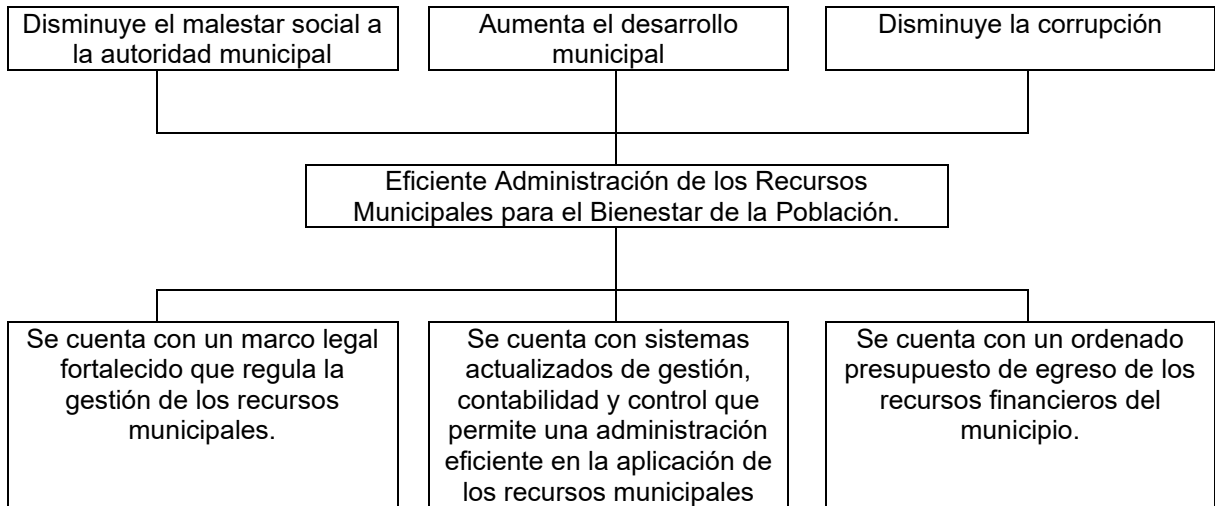 Disminuye el malestar social a
la autoridad municipal
Aumenta el desarrollo
municipal
Disminuye la corrupción
Eficiente Administración de los Recursos
Municipales para el Bienestar de la Población.
Se cuenta con un marco legal
fortalecido que regula la
gestión de los recursos
municipales.
Se cuenta con sistemas
actualizados de gestión,
contabilidad y control que
permite una administración
eficiente en la aplicación de
los recursos municipales
Se cuenta con un ordenado
presupuesto de egreso de los
recursos financieros del
municipio.